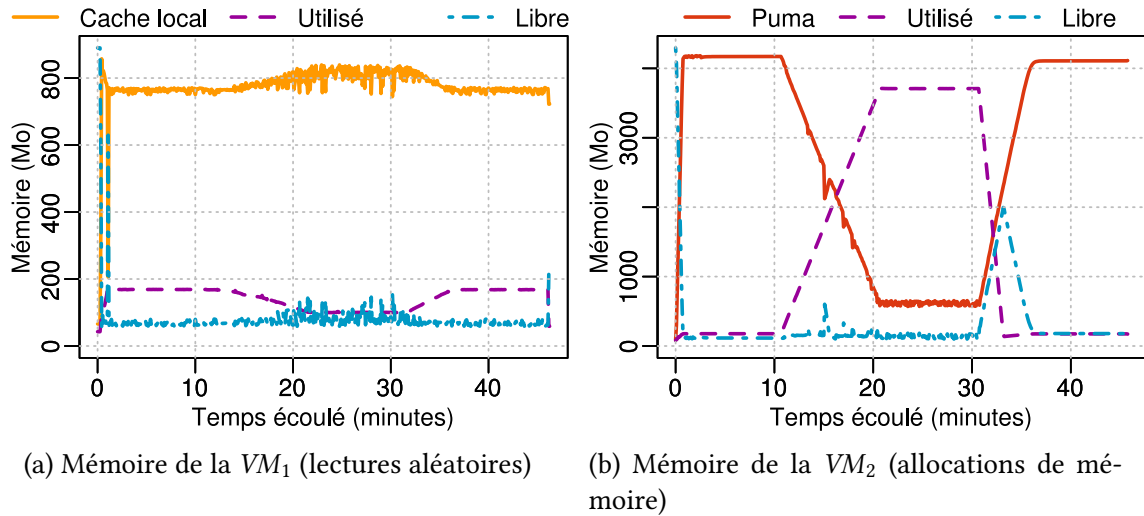 Cache local Utilisé Libre
Mémoire (Mo)
800
600
400
200
0
0 20 40
Temps écoulé (minutes)
(a) Mémoire de la VM₁ (lectures aléatoires)
Puma Utilisé Libre
Mémoire (Mo)
3000
1000
0
0 10 20 30 40
Temps écoulé (minutes)
(b) Mémoire de la VM₂ (allocations de mé-
moire)